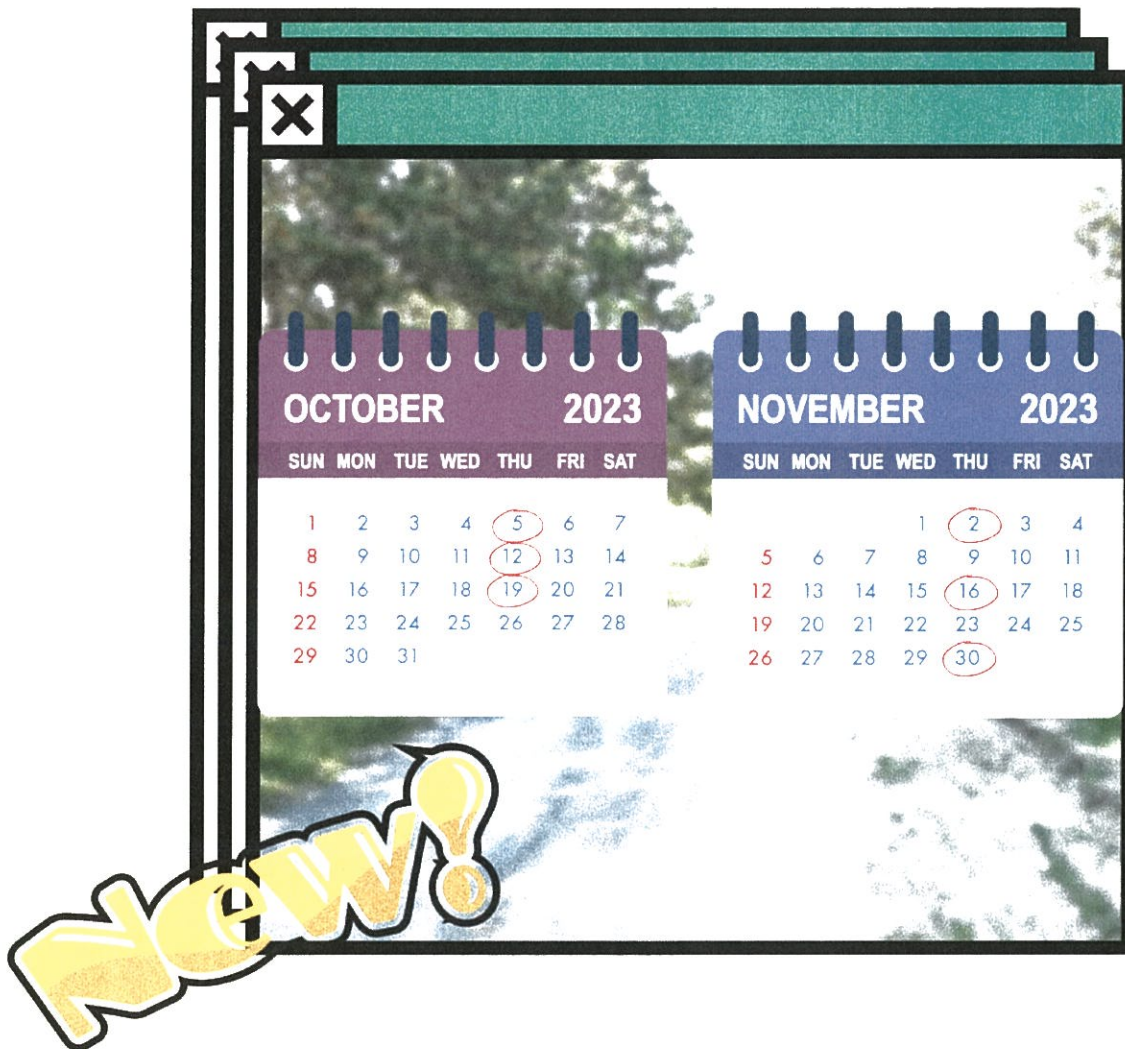 OCTOBER 2023
SUN MON TUE WED THU FRI SAT
1 2 3 4 5 6 7
8 9 10 11 12 13 14
15 16 17 18 19 20 21
22 23 24 25 26 27 28
29 30 31
NOVEMBER 2023
SUN MON TUE WED THU FRI SAT
1 2 3 4
5 6 7 8 9 10 11
12 13 14 15 16 17 18
19 20 21 22 23 24 25
26 27 28 29 30
New!